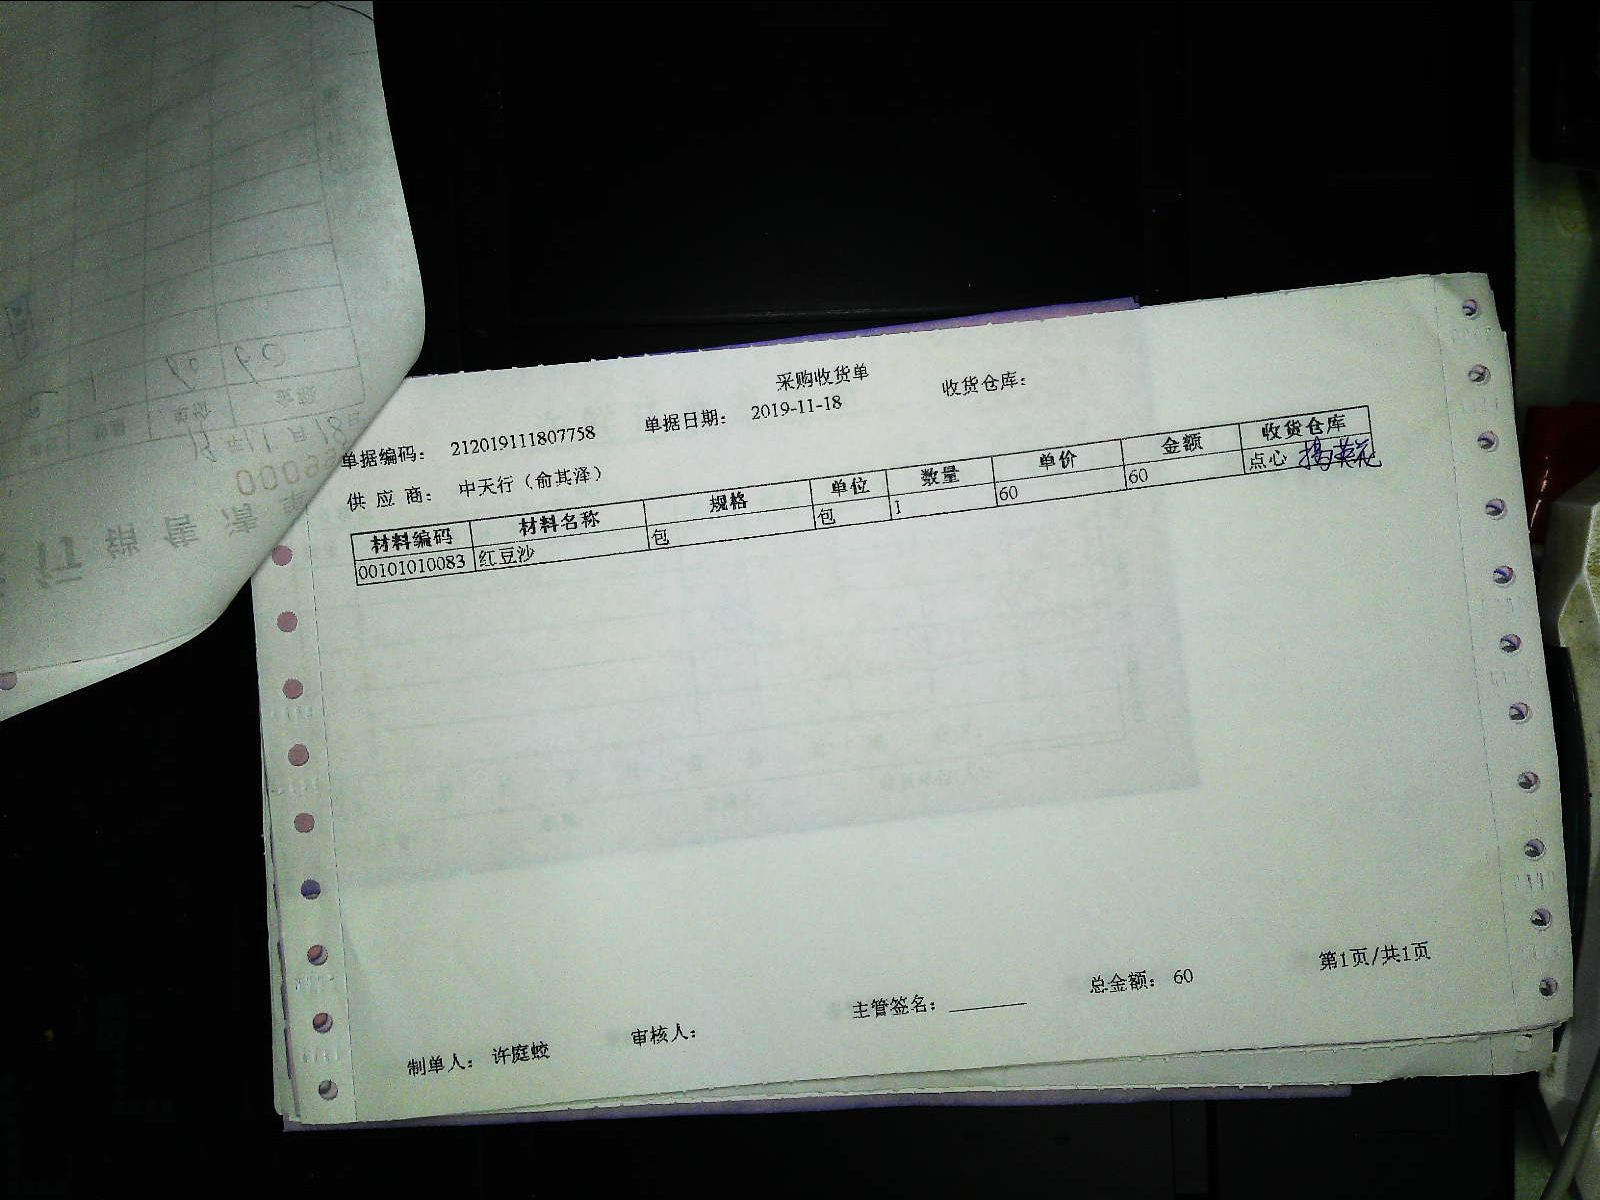 采购收货单
收货仓库:
单据编码: 212019111807758 单据日期: 2019-11-18
供应商: 中天行（俞其泽）
材料编码 材料名称 规格 单位 数量 单价 金额 收货仓库
00101010083 红豆沙 包 包 1 60 60 点心
主管签名: 总金额: 60 第1页/共1页
制单人: 许庭蛟 审核人: